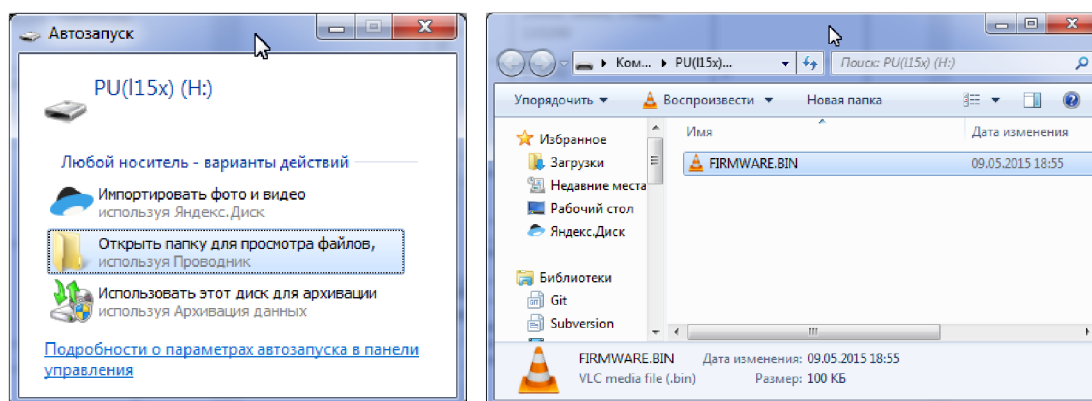 Автозапуск
PU(l15x) (H:)
Любой носитель - варианты действий
Импортировать фото и видео
используя Яндекс.Диск
Открыть папку для просмотра файлов,
используя Проводник
Использовать этот диск для архивации
используя Архивация данных
Подробности о параметрах автозапуска в панели
управления
Ком... PU(l15x)... Поиск: PU(l15x) (H:)
Упорядочить Воспроизвести Новая папка
Избранное
Загрузки
Недавние места
Рабочий стол
Яндекс.Диск
Библиотеки
Git
Subversion
Имя Дата изменения
FIRMWARE.BIN 09.05.2015 18:55
FIRMWARE.BIN Дата изменения: 09.05.2015 18:55
VLC media file (.bin) Размер: 100 КБ